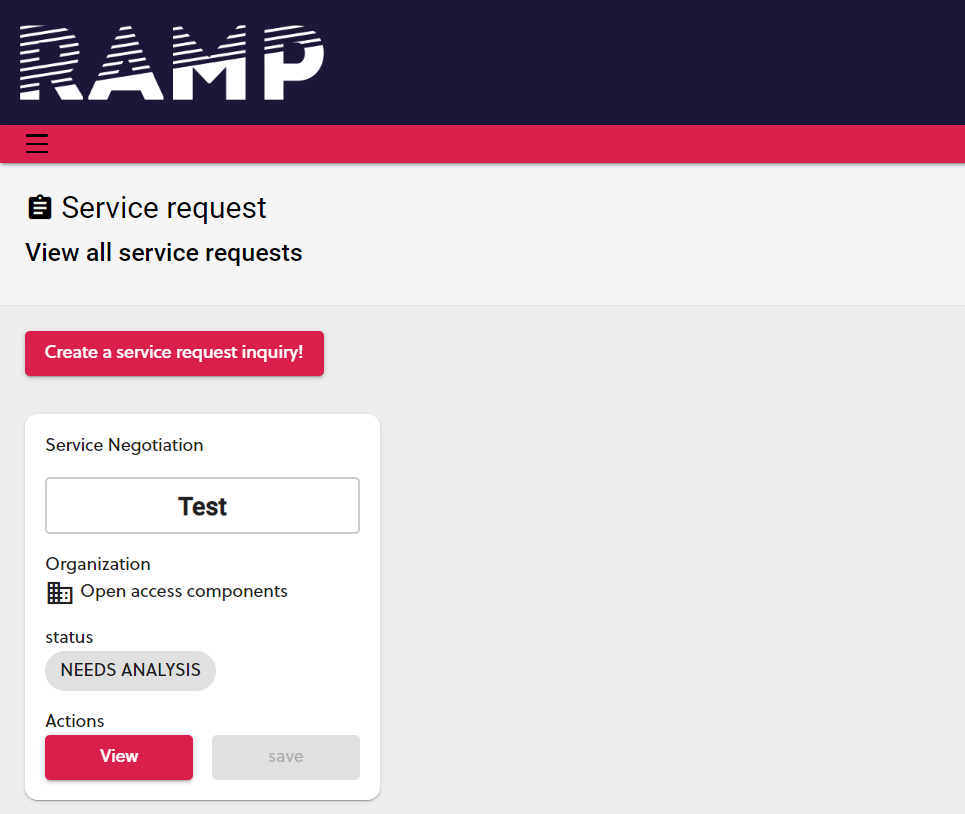 RAMP
Service request
View all service requests
Create a service request inquiry!
Service Negotiation
Test
Organization
Open access components
status
NEEDS ANALYSIS
Actions
View
save